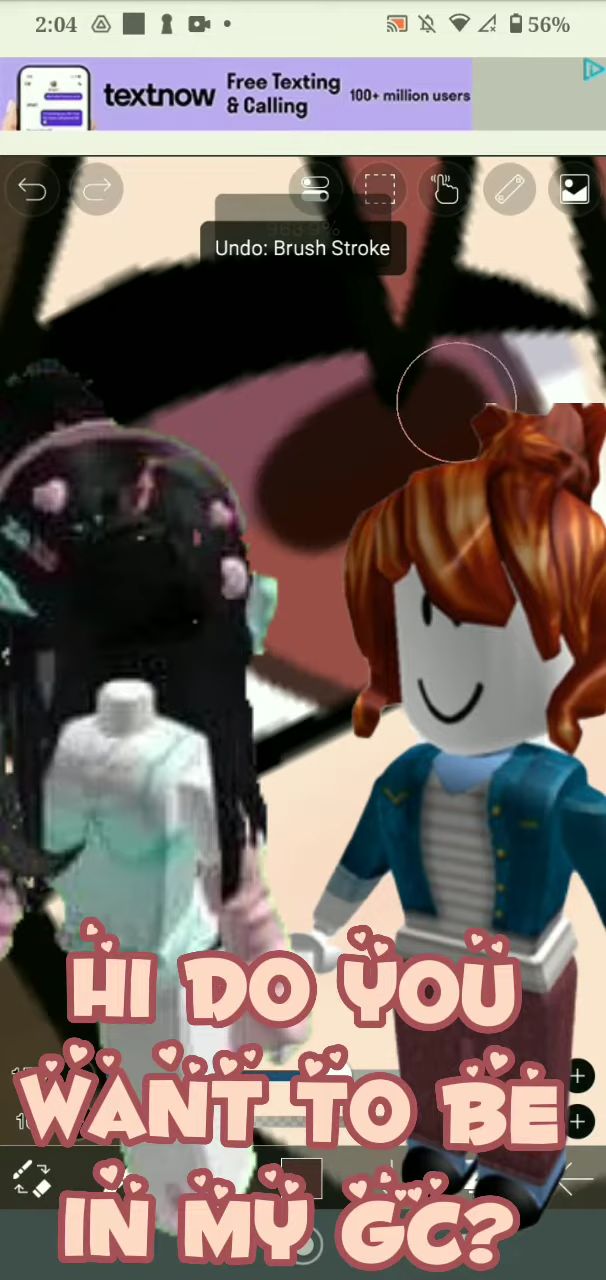 2:04
56%
textnow
Free Texting
& Calling
100+ million users
Undo: Brush Stroke
HI DO YOU
WANT TO BE
IN MY GC?